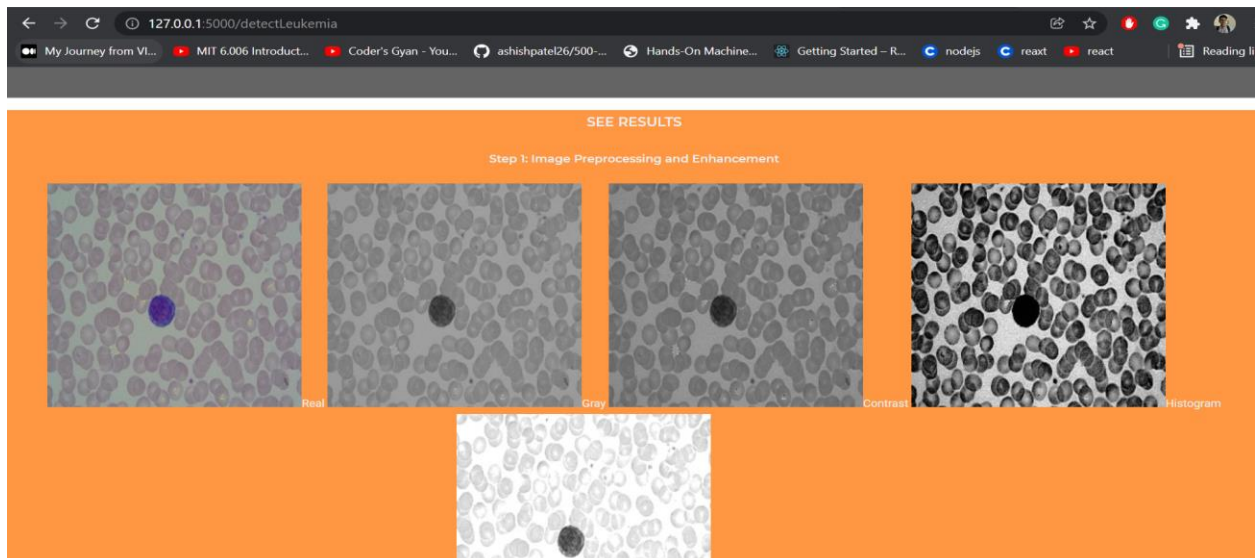 127.0.0.1:5000/detectLeukemia
My Journey from VI... MIT 6.006 Introduct... Coder's Gyan - You... ashishpatel26/500-... Hands-On Machine... Getting Started – R... nodejs reaxt react Reading li
SEE RESULTS
Step 1: Image Preprocessing and Enhancement
Real Gray Contrast Histogram